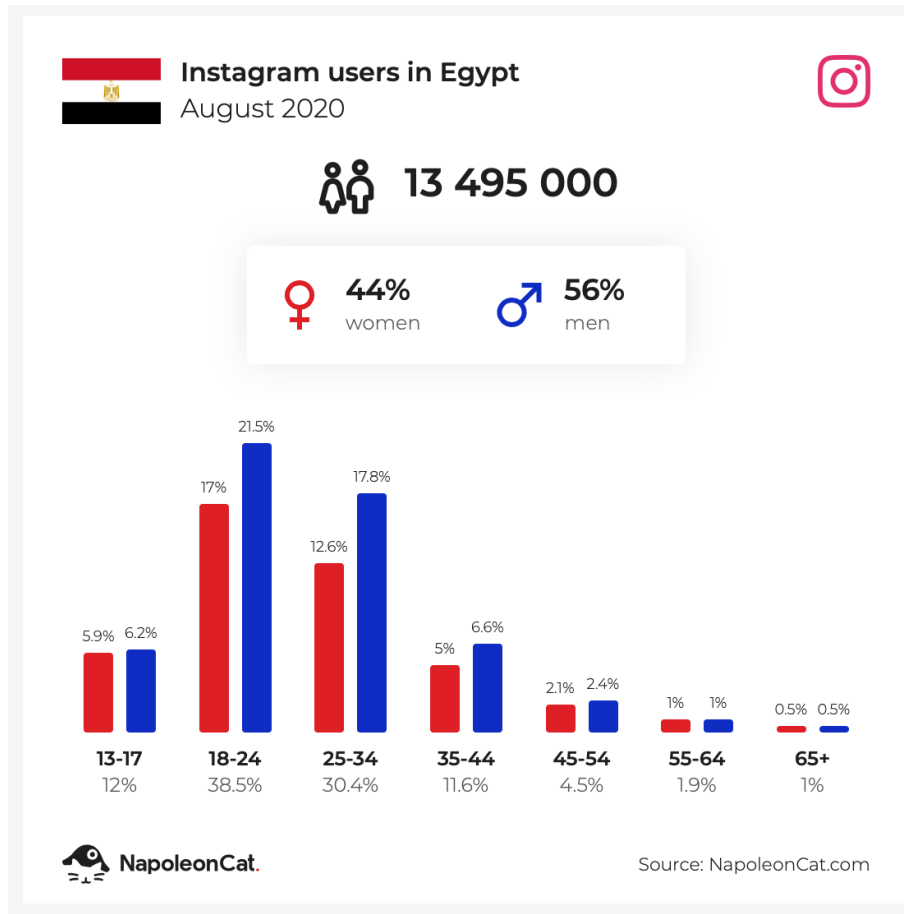 Instagram users in Egypt
August 2020
13 495 000
44%
women
56%
men
5.9% 6.2%
17% 21.5%
12.6% 17.8%
5% 6.6%
2.1% 2.4%
1% 1%
0.5% 0.5%
13-17 18-24 25-34 35-44 45-54 55-64 65+
12% 38.5% 30.4% 11.6% 4.5% 1.9% 1%
NapoleonCat.
Source: NapoleonCat.com